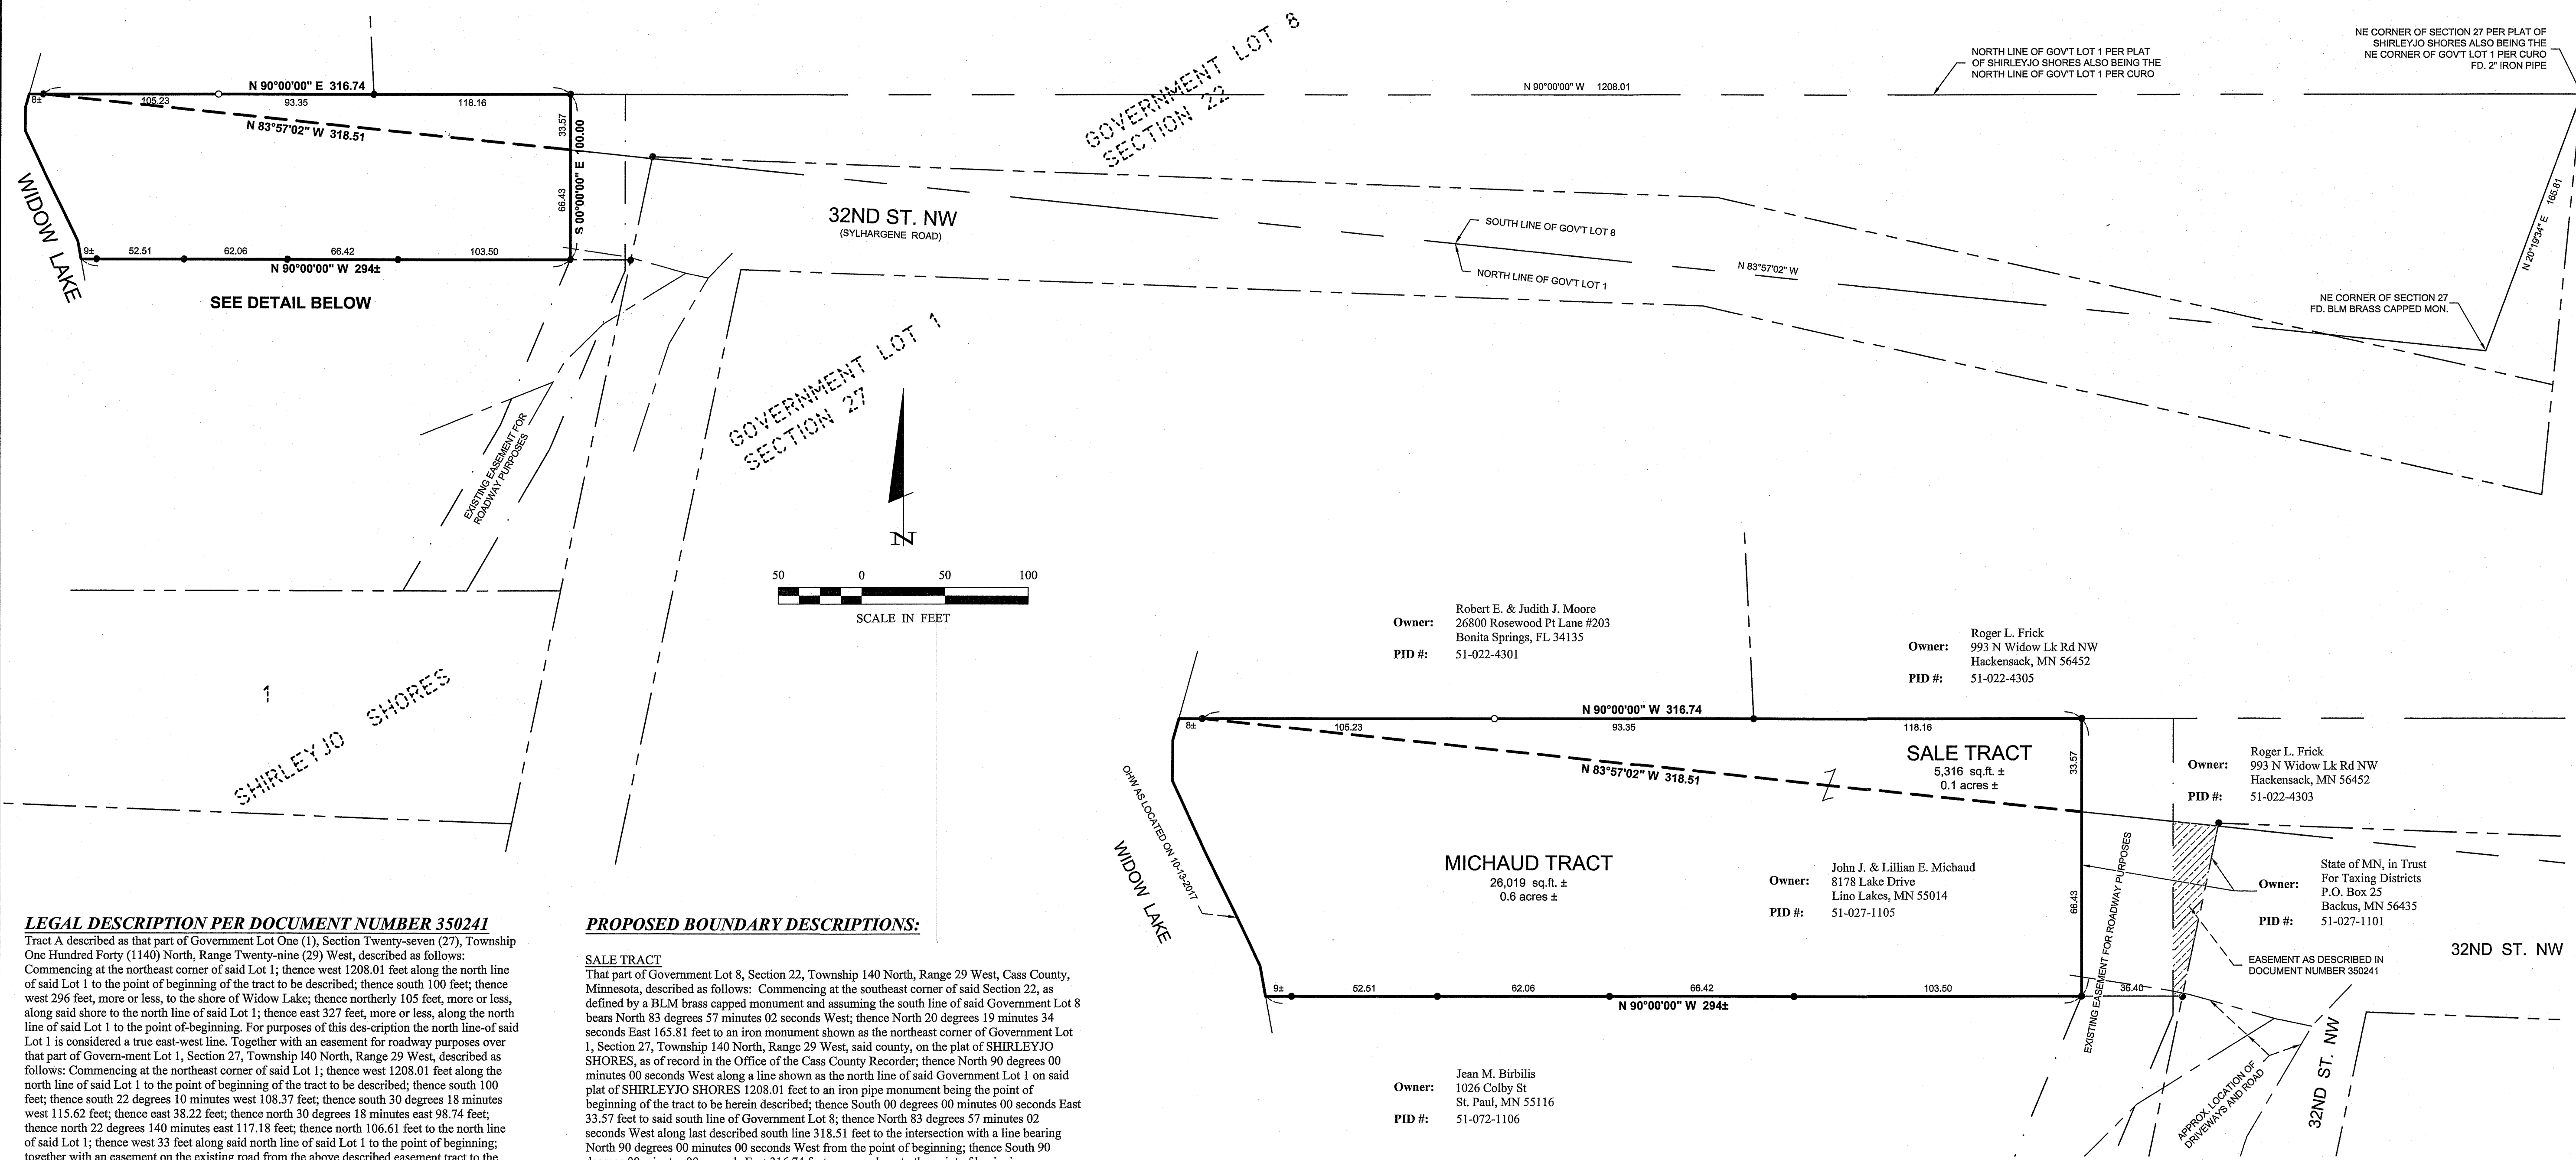 NE CORNER OF SECTION 27 PER PLAT OF
SHIRLEYJO SHORES ALSO BEING THE
NE CORNER OF GOV'T LOT 1 PER CURO
FD. 2" IRON PIPE
NORTH LINE OF GOV'T LOT 1 PER PLAT
OF SHIRLEYJO SHORES ALSO BEING THE
NORTH LINE OF GOV'T LOT 1 PER CURO
GOVERNMENT LOT 8
SECTION 22
N 90°00'00" E 316.74
N 90°00'00" W 1208.01
8±
105.23
93.35
118.16
N 83°57'02" W 318.51
33.57
S 00°00'00" E 100.00
66.43
WIDOW LAKE
32ND ST. NW
(SYLHARGENE ROAD)
SOUTH LINE OF GOV'T LOT 8
NORTH LINE OF GOV'T LOT 1
N 83°57'02" W
N 20°19'34" E 165.81
NE CORNER OF SECTION 27
FD. BLM BRASS CAPPED MON.
9±
52.51
62.06
66.42
103.50
N 90°00'00" W 294±
SEE DETAIL BELOW
GOVERNMENT LOT 1
SECTION 27
EXISTING EASEMENT FOR
ROADWAY PURPOSES
N
50 0 50 100
SCALE IN FEET
1
SHIRLEYJO SHORES
Robert E. & Judith J. Moore
Owner: 26800 Rosewood Pt Lane #203
Bonita Springs, FL 34135
PID #: 51-022-4301
Roger L. Frick
Owner: 993 N Widow Lk Rd NW
Hackensack, MN 56452
PID #: 51-022-4305
N 90°00'00" W 316.74
8±
105.23
93.35
118.16
SALE TRACT
5,316 sq.ft. ±
0.1 acres ±
33.57
N 83°57'02" W 318.51
Roger L. Frick
Owner: 993 N Widow Lk Rd NW
Hackensack, MN 56452
PID #: 51-022-4303
OHW AS LOCATED ON 10-13-2017
WIDOW LAKE
MICHAUD TRACT
26,019 sq.ft. ±
0.6 acres ±
John J. & Lillian E. Michaud
Owner: 8178 Lake Drive
Lino Lakes, MN 55014
PID #: 51-027-1105
66.43
EXISTING EASEMENT FOR ROADWAY PURPOSES
State of MN, in Trust
Owner: For Taxing Districts
P.O. Box 25
Backus, MN 56435
PID #: 51-027-1101
32ND ST. NW
EASEMENT AS DESCRIBED IN
DOCUMENT NUMBER 350241
9±
52.51
62.06
66.42
103.50
36.40
N 90°00'00" W 294±
Jean M. Birbilis
Owner: 1026 Colby St
St. Paul, MN 55116
PID #: 51-072-1106
APPROX. LOCATION OF
DRIVEWAYS AND ROAD
32ND ST. NW
LEGAL DESCRIPTION PER DOCUMENT NUMBER 350241
Tract A described as that part of Government Lot One (1), Section Twenty-seven (27), Township
One Hundred Forty (1140) North, Range Twenty-nine (29) West, described as follows:
Commencing at the northeast corner of said Lot 1; thence west 1208.01 feet along the north line
of said Lot 1 to the point of beginning of the tract to be described; thence south 100 feet; thence
west 296 feet, more or less, to the shore of Widow Lake; thence northerly 105 feet, more or less,
along said shore to the north line of said Lot 1; thence east 327 feet, more or less, along the north
line of said Lot 1 to the point of-beginning. For purposes of this des-cription the north line-of said
Lot 1 is considered a true east-west line. Together with an easement for roadway purposes over
that part of Govern-ment Lot 1, Section 27, Township l40 North, Range 29 West, described as
follows: Commencing at the northeast corner of said Lot 1; thence west 1208.01 feet along the
north line of said Lot 1 to the point of beginning of the tract to be described; thence south 100
feet; thence south 22 degrees 10 minutes west 108.37 feet; thence south 30 degrees 18 minutes
west 115.62 feet; thence east 38.22 feet; thence north 30 degrees 18 minutes east 98.74 feet;
thence north 22 degrees 140 minutes east 117.18 feet; thence north 106.61 feet to the north line
of said Lot 1; thence west 33 feet along said north line of said Lot 1 to the point of beginning;
together with an easement on the existing road from the above described easement tract to the
PROPOSED BOUNDARY DESCRIPTIONS:
SALE TRACT
That part of Government Lot 8, Section 22, Township 140 North, Range 29 West, Cass County,
Minnesota, described as follows: Commencing at the southeast corner of said Section 22, as
defined by a BLM brass capped monument and assuming the south line of said Government Lot 8
bears North 83 degrees 57 minutes 02 seconds West; thence North 20 degrees 19 minutes 34
seconds East 165.81 feet to an iron monument shown as the northeast corner of Government Lot
1, Section 27, Township 140 North, Range 29 West, said county, on the plat of SHIRLEYJO
SHORES, as of record in the Office of the Cass County Recorder; thence North 90 degrees 00
minutes 00 seconds West along a line shown as the north line of said Government Lot 1 on said
plat of SHIRLEYJO SHORES 1208.01 feet to an iron pipe monument being the point of
beginning of the tract to be herein described; thence South 00 degrees 00 minutes 00 seconds East
33.57 feet to said south line of Government Lot 8; thence North 83 degrees 57 minutes 02
seconds West along last described south line 318.51 feet to the intersection with a line bearing
North 90 degrees 00 minutes 00 seconds West from the point of beginning; thence South 90